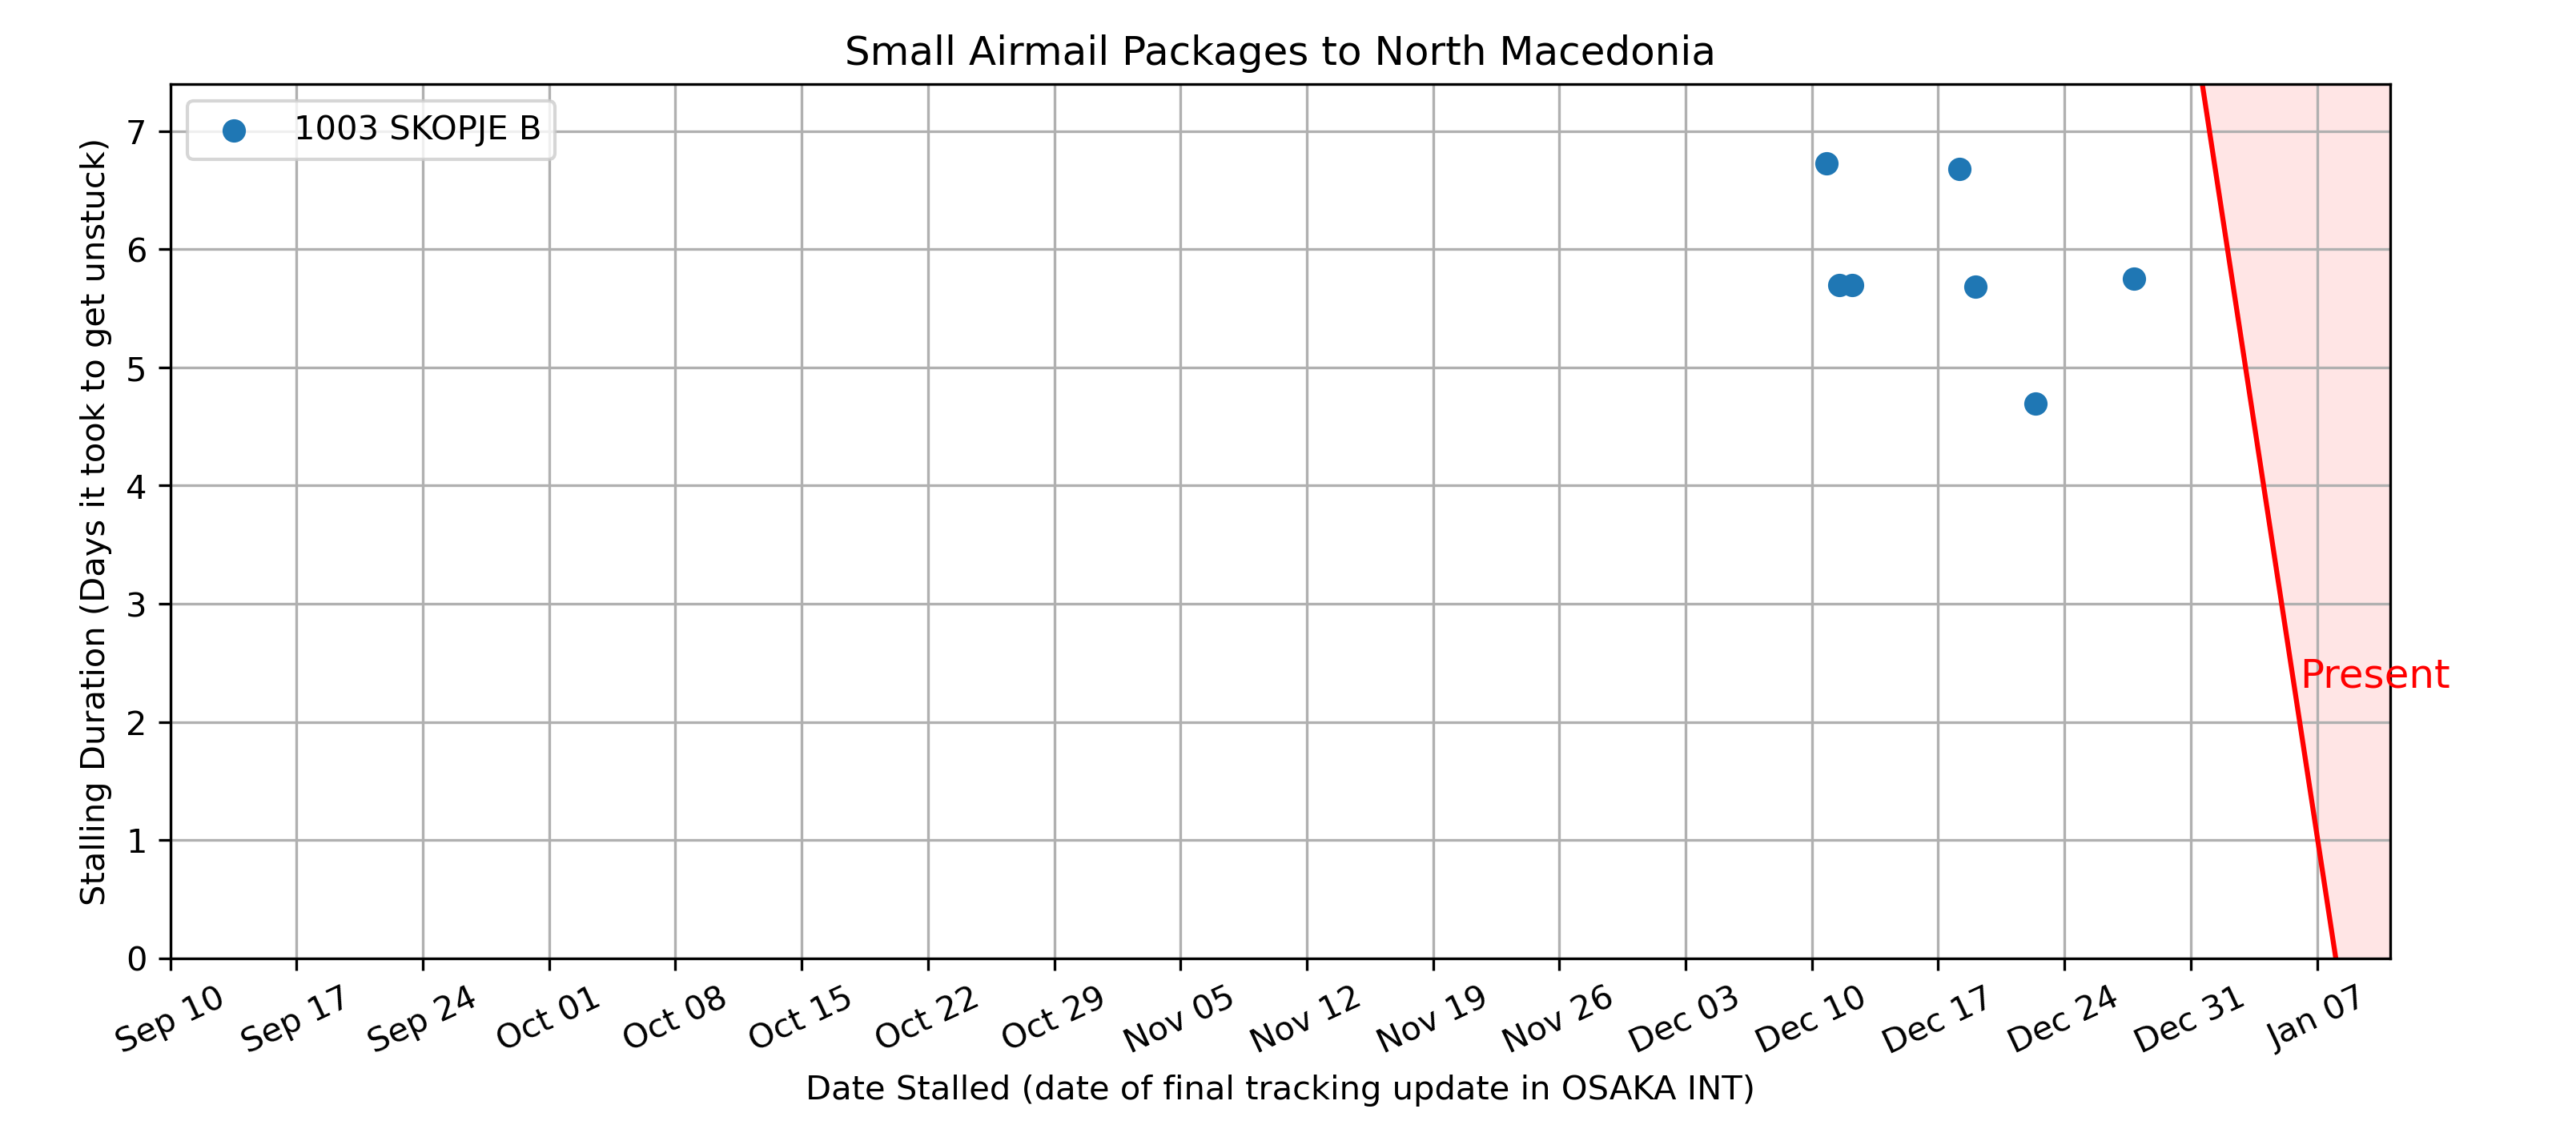 Small Airmail Packages to North Macedonia
1003 SKOPJE B
Stalling Duration (Days it took to get unstuck)
7
6
5
4
3
2
1
0
Present
Sep 10
Sep 17
Sep 24
Oct 01
Oct 08
Oct 15
Oct 22
Oct 29
Nov 05
Nov 12
Nov 19
Nov 26
Dec 03
Dec 10
Dec 17
Dec 24
Dec 31
Jan 07
Date Stalled (date of final tracking update in OSAKA INT)